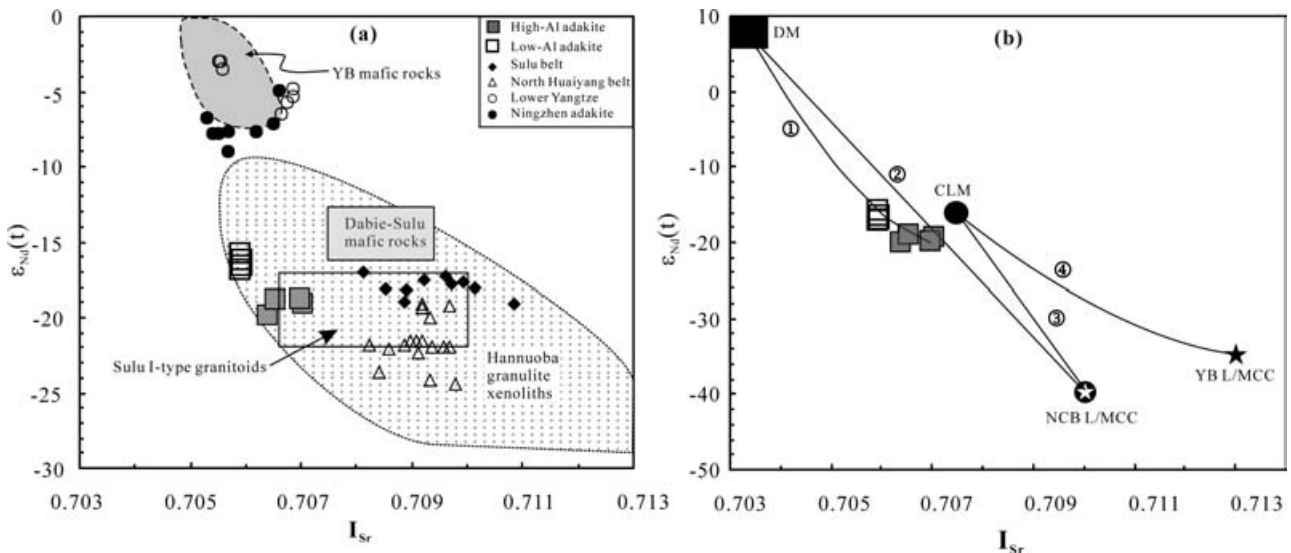 (a)
High-Al adakite
Low-Al adakite
Sulu belt
North Huaiyang belt
Lower Yangtze
Ningzhen adakite
YB mafic rocks
Dabie-Sulu
mafic rocks
Sulu I-type granitoids
Hannuoba
granulite
xenoliths
0
-5
-10
-15
-20
-25
-30
εNd(t)
0.703
0.705
0.707
0.709
0.711
0.713
ISr
(b)
DM
①
②
CLM
④
③
YB L/MCC
NCB L/MCC
10
0
-10
-20
-30
-40
-50
εNd(t)
0.703
0.705
0.707
0.709
0.711
0.713
ISr